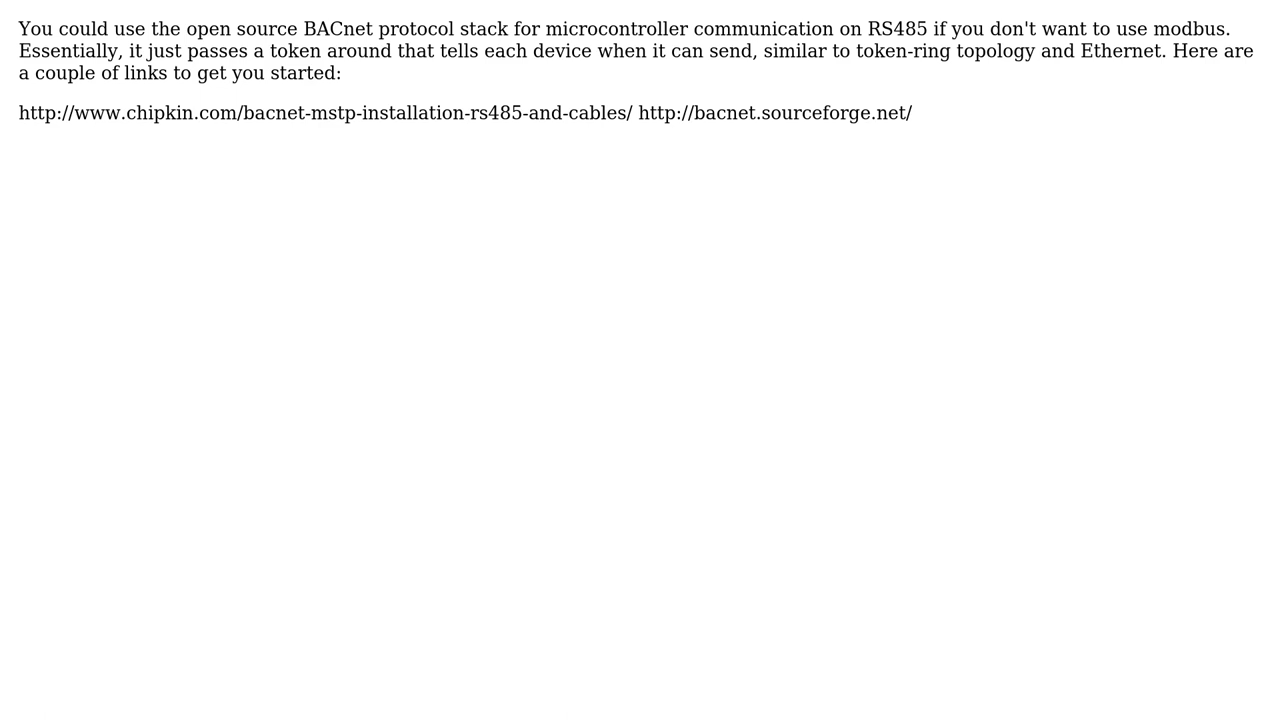 You could use the open source BACnet protocol stack for microcontroller communication on RS485 if you don't want to use modbus.
Essentially, it just passes a token around that tells each device when it can send, similar to token-ring topology and Ethernet. Here are
a couple of links to get you started:
http://www.chipkin.com/bacnet-mstp-installation-rs485-and-cables/ http://bacnet.sourceforge.net/